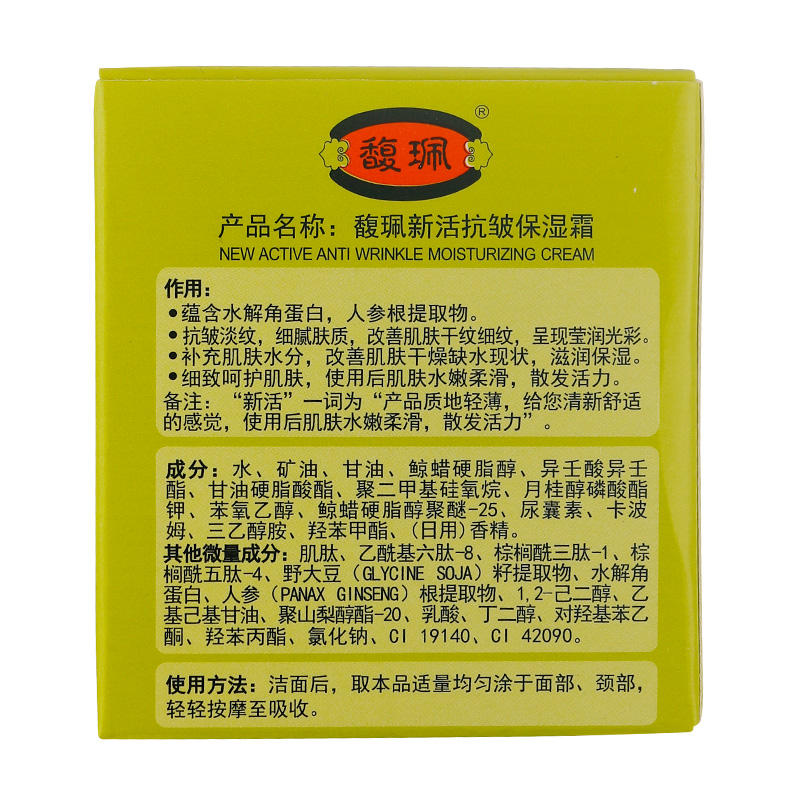 馥珮
®
产品名称：馥珮新活抗皱保湿霜
NEW ACTIVE ANTI WRINKLE MOISTURIZING CREAM
作用：
●蕴含水解角蛋白，人参根提取物。
●抗皱淡纹，细腻肤质，改善肌肤干纹细纹，呈现莹润光彩。
●补充肌肤水分，改善肌肤干燥缺水现状，滋润保湿。
●细致呵护肌肤，使用后肌肤水嫩柔滑，散发活力。
备注：“新活”一词为“产品质地轻薄，给您清新舒适
的感觉，使用后肌肤水嫩柔滑，散发活力”。
成分：水、矿油、甘油、鲸蜡硬脂醇、异壬酸异壬
酯、甘油硬脂酸酯、聚二甲基硅氧烷、月桂醇磷酸酯
钾、苯氧乙醇、鲸蜡硬脂醇聚醚-25、尿囊素、卡波
姆、三乙醇胺、羟苯甲酯、(日用)香精。
其他微量成分：肌肽、乙酰基六肽-8、棕榈酰三肽-1、棕
榈酰五肽-4、野大豆（GLYCINE SOJA）籽提取物、水解角
蛋白、人参（PANAX GINSENG）根提取物、1,2-己二醇、乙
基己基甘油、聚山梨醇酯-20、乳酸、丁二醇、对羟基苯乙
酮、羟苯丙酯、氯化钠、CI 19140、CI 42090。
使用方法：洁面后，取本品适量均匀涂于面部、颈部，
轻轻按摩至吸收。